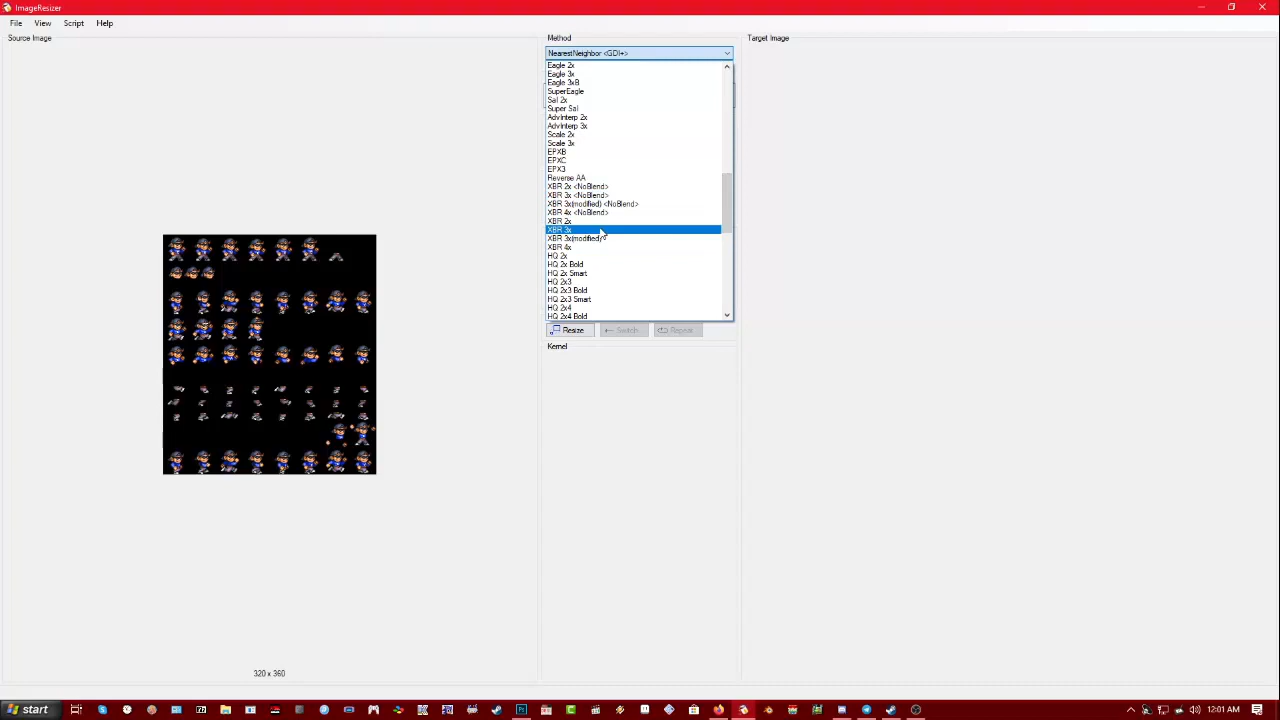 ImageResizer
File View Script Help
Source Image
Method
Target Image
NearestNeighbor <GDI+>
Eagle 2x
Eagle 3x
Eagle 3xB
SuperEagle
SaI 2x
Super SaI
AdvInterp 2x
AdvInterp 3x
Scale 2x
Scale 3x
EPXB
EPXC
EPX3
Reverse AA
XBR 2x <NoBlend>
XBR 3x <NoBlend>
XBR 3x(modified) <NoBlend>
XBR 4x <NoBlend>
XBR 2x
XBR 3x
XBR 3x(modified)
XBR 4x
HQ 2x
HQ 2x Bold
HQ 2x Smart
HQ 2x3
HQ 2x3 Bold
HQ 2x3 Smart
HQ 2x4
HQ 2x4 Bold
Resize Switch Repeat
Kernel
320 x 360
start
12:01 AM